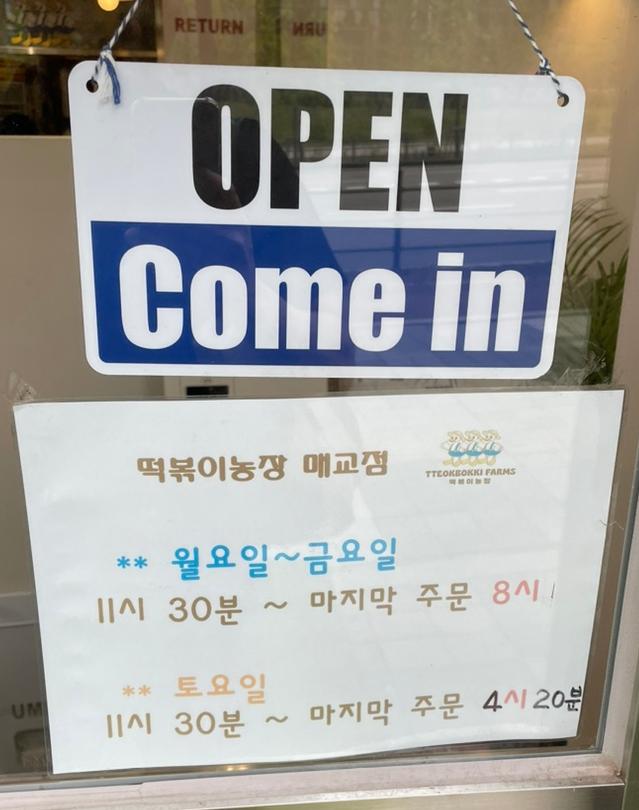 RETURN
OPEN
Come in
떡볶이농장 매교점
TTEOKBOKKI FARMS
떡볶이농장
** 월요일~금요일
11시 30분 ~ 마지막 주문 8시
** 토요일
11시 30분 ~ 마지막 주문 4시 20분
UM